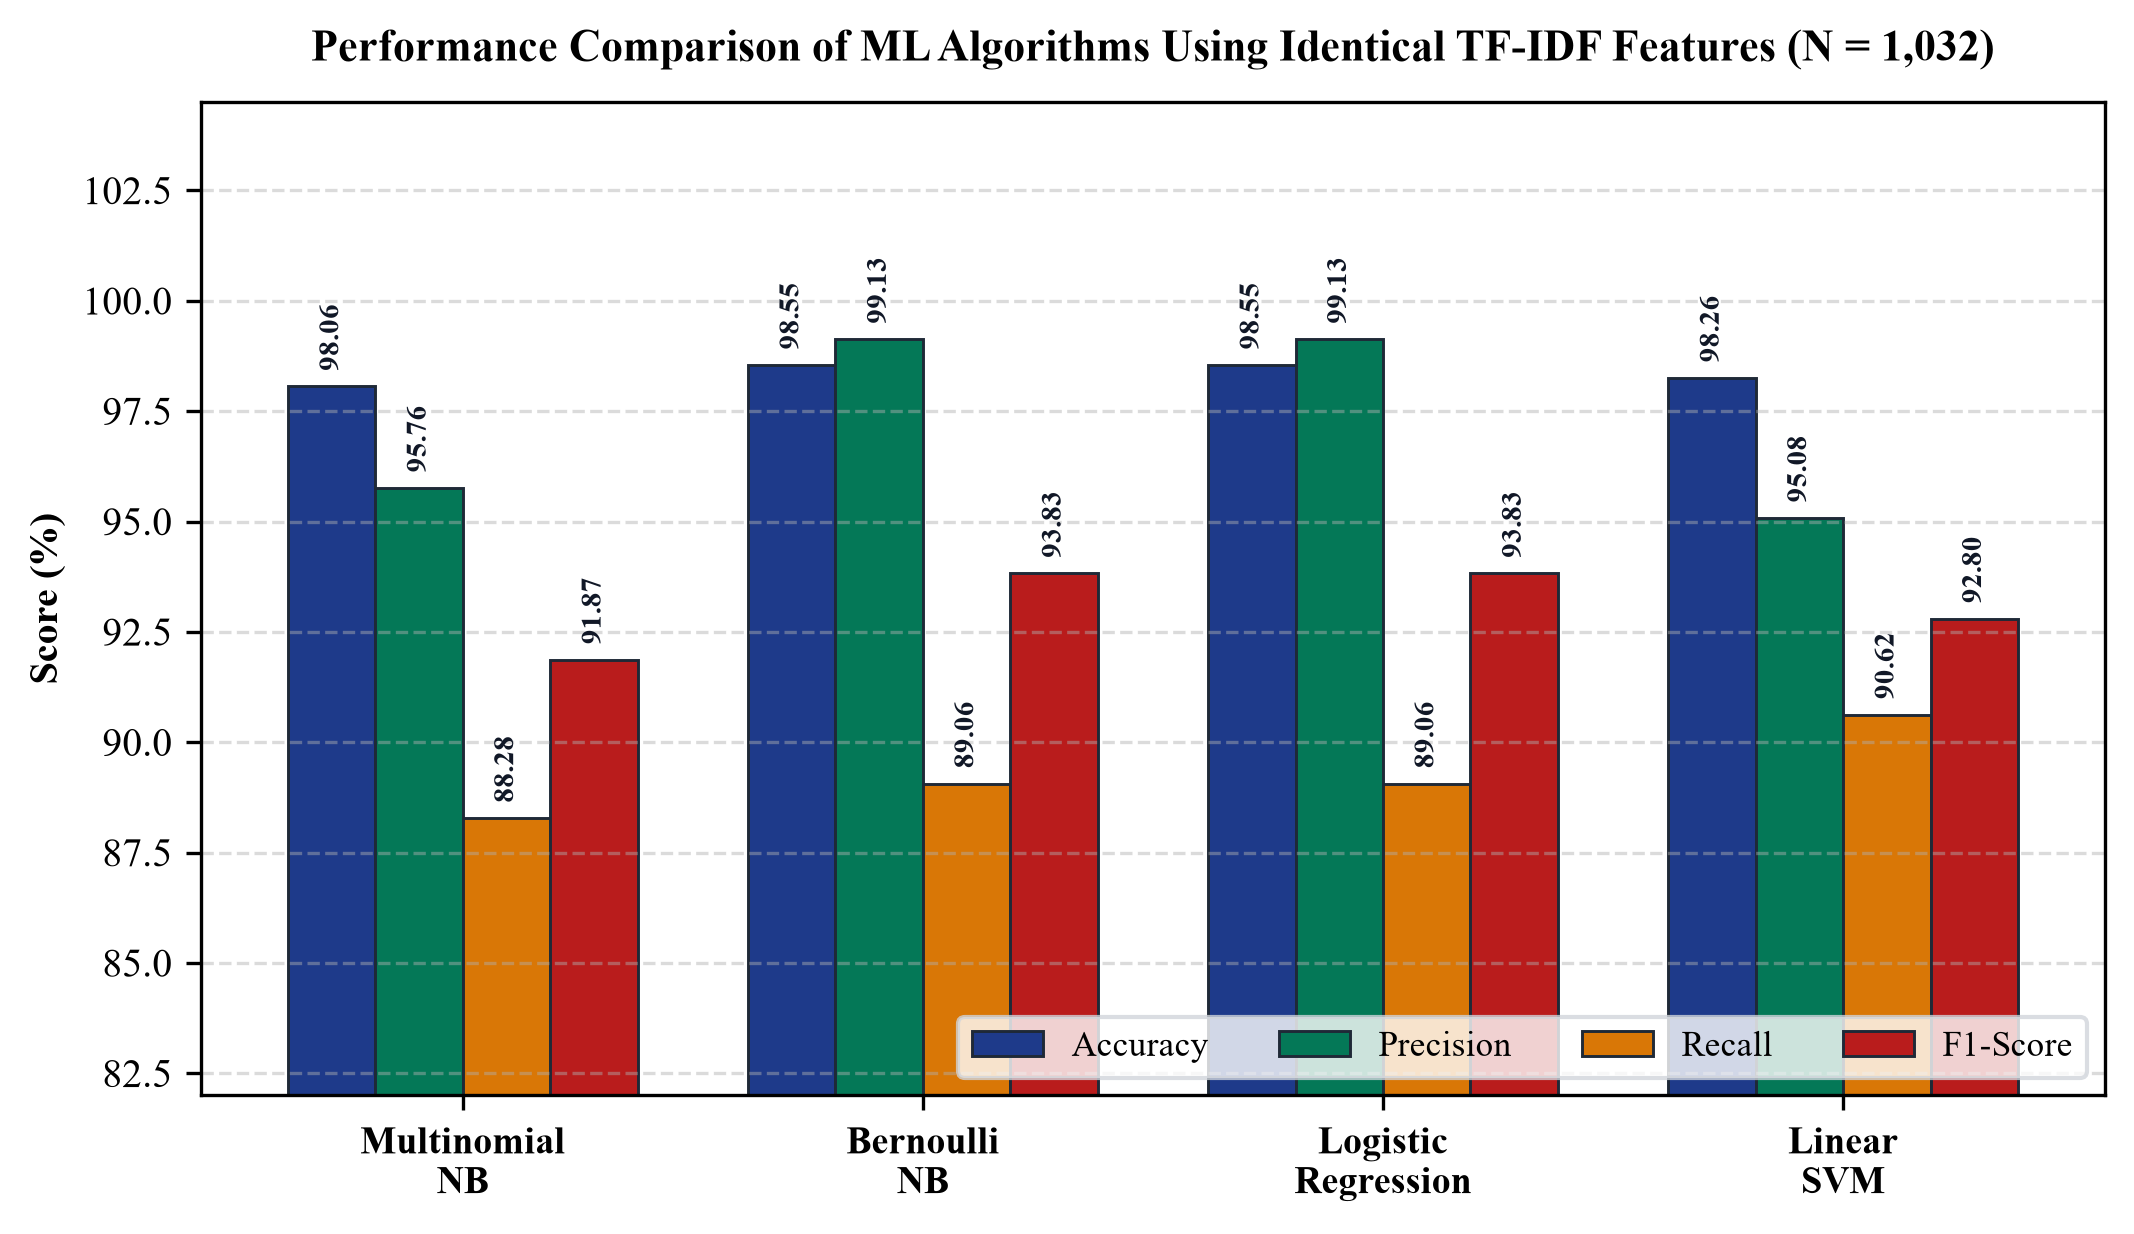 Performance Comparison of ML Algorithms Using Identical TF-IDF Features (N = 1,032)
Score (%)
102.5
100.0
97.5
95.0
92.5
90.0
87.5
85.0
82.5
98.06
95.76
88.28
91.87
98.55
99.13
89.06
93.83
98.55
99.13
89.06
93.83
98.26
95.08
90.62
92.80
Accuracy Precision Recall F1-Score
Multinomial
NB
Bernoulli
NB
Logistic
Regression
Linear
SVM